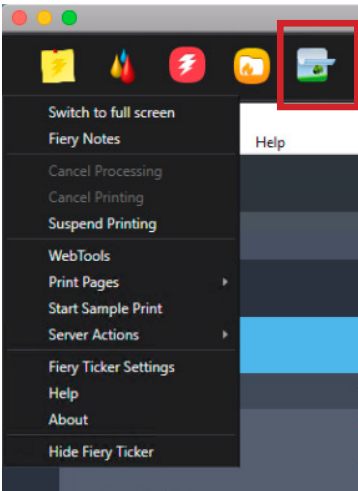 Switch to full screen
Fiery Notes
Help
Cancel Processing
Cancel Printing
Suspend Printing
WebTools
Print Pages
Start Sample Print
Server Actions
Fiery Ticker Settings
Help
About
Hide Fiery Ticker